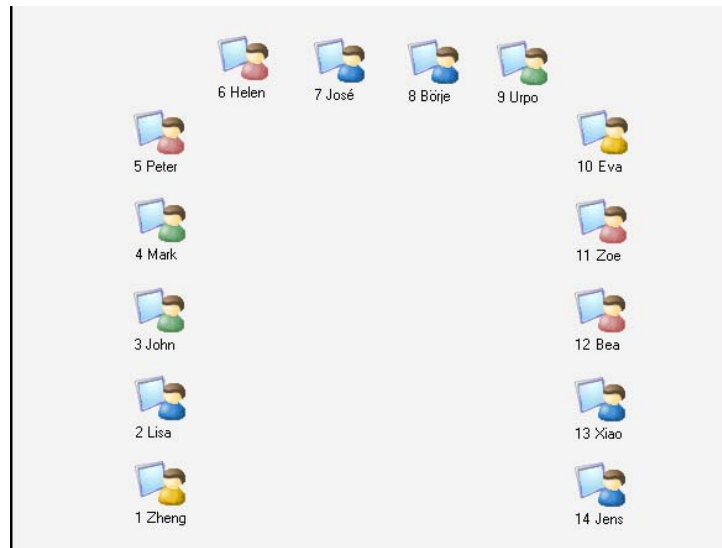 6 Helen
7 José
8 Börje
9 Urpo
5 Peter
10 Eva
4 Mark
11 Zoe
3 John
12 Bea
2 Lisa
13 Xiao
1 Zheng
14 Jens